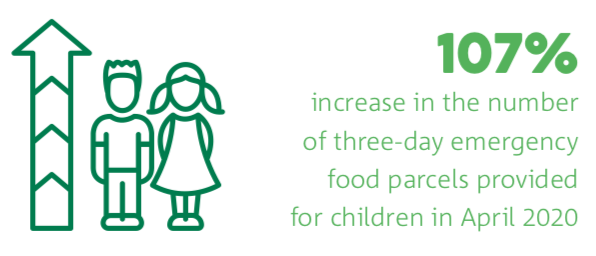 107%
increase in the number
of three-day emergency
food parcels provided
for children in April 2020